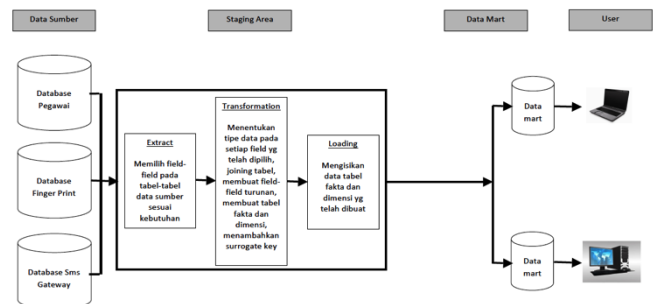 Data Sumber
Staging Area
Data Mart
User
Database
Pegawai
Database
Finger Print
Database Sms
Gateway
Extract
Memilih field-
field pada
tabel-tabel
data sumber
sesuai
kebutuhan
Transformation
Menentukan
tipe data pada
setiap field yg
telah dipilih,
joining tabel,
membuat field-
field turunan,
membuat tabel
fakta dan
dimensi,
menambahkan
surrogate key
Loading
Mengisikan
data tabel
fakta dan
dimensi yg
telah dibuat
Data
mart
Data
mart